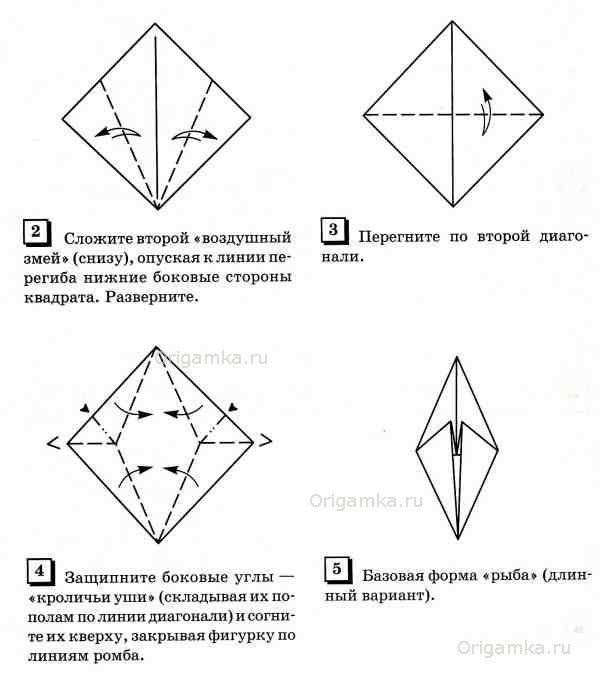 2 Сложите второй «воздушный
змей» (снизу), опуская к линии пе-
региба нижние боковые стороны
квадрата. Разверните.
3 Перегните по второй диаго-
нали.
Origamka.ru
Origamka.ru
4 Защипните боковые углы —
«кроличьи уши» (складывая их по-
полам по линии диагонали) и согни-
те их кверху, закрывая фигурку по
линиям ромба.
5 Базовая форма «рыба» (длин-
ный вариант).
Origamka.ru